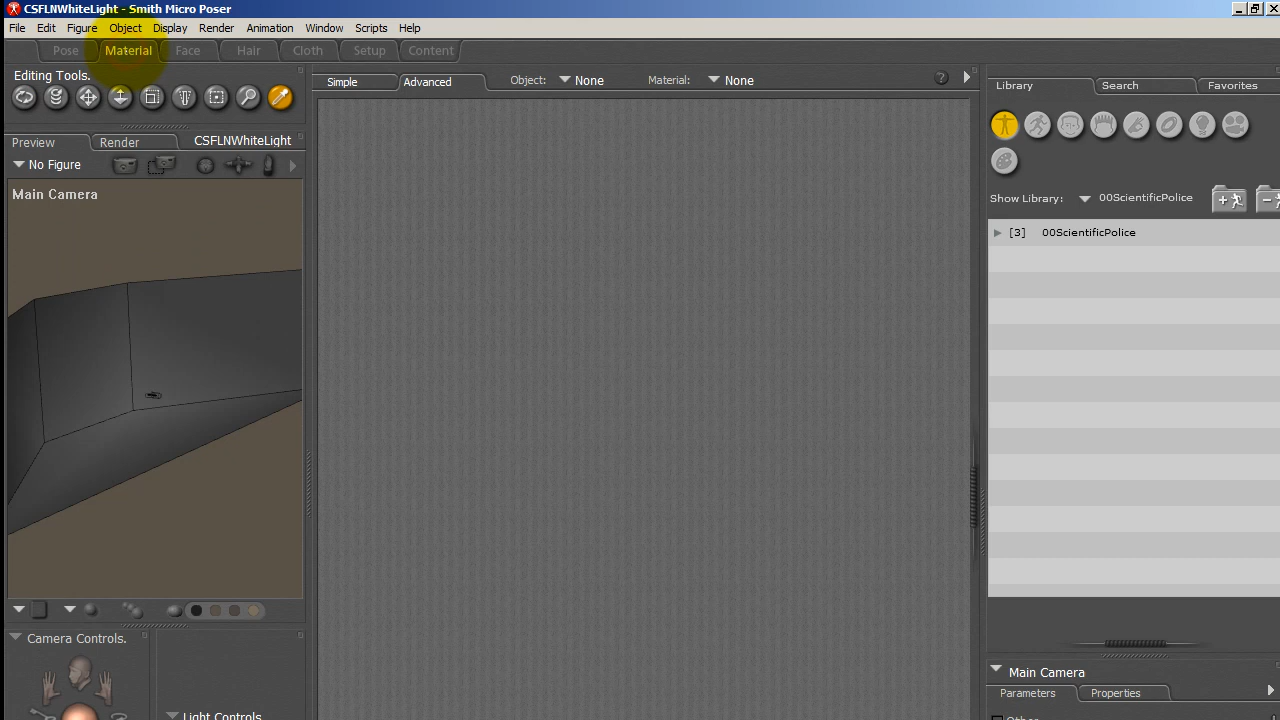 CSFLNWhiteLight - Smith Micro Poser
File Edit Figure Object Display Render Animation Window Scripts Help
Pose Material Face Hair Cloth Setup Content
Editing Tools.
Simple Advanced Object: None Material: None ?
Library Search Favorites
Preview Render CSFLNWhiteLight
No Figure
Main Camera
Show Library: 00ScientificPolice
[3] 00ScientificPolice
Camera Controls.
Light Controls
Main Camera
Parameters Properties